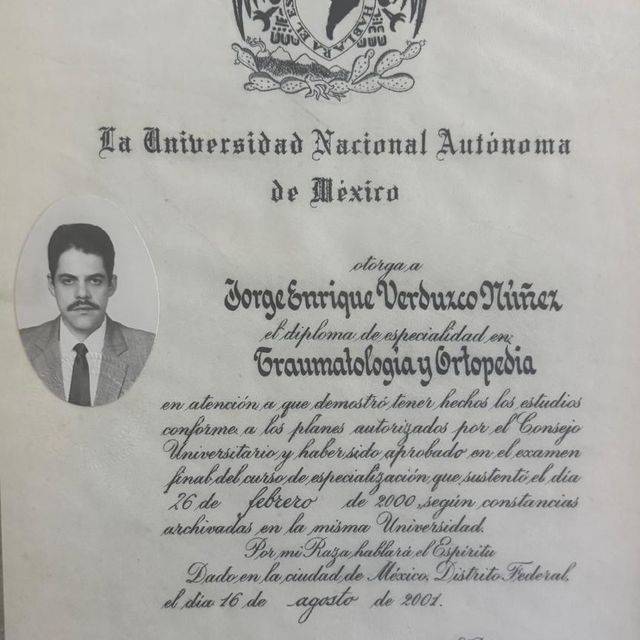 HABLARA EL ES
La Universidad Nacional Autónoma
de México
otorga a
Jorge Enrique Verduzco Núñez
el diploma de especialidad en
Traumatología y Ortopedia
en atención a que demostró tener hechos los estudios
conforme a los planes autorizados por el Consejo
Universitario y haber sido aprobado en el examen
final del curso de especialización que sustentó el día
26 de febrero de 2000, según constancias
archivadas en la misma Universidad.
Por mi Raza hablará el Espíritu
Dado en la ciudad de México, Distrito Federal,
el día 16 de agosto de 2001.